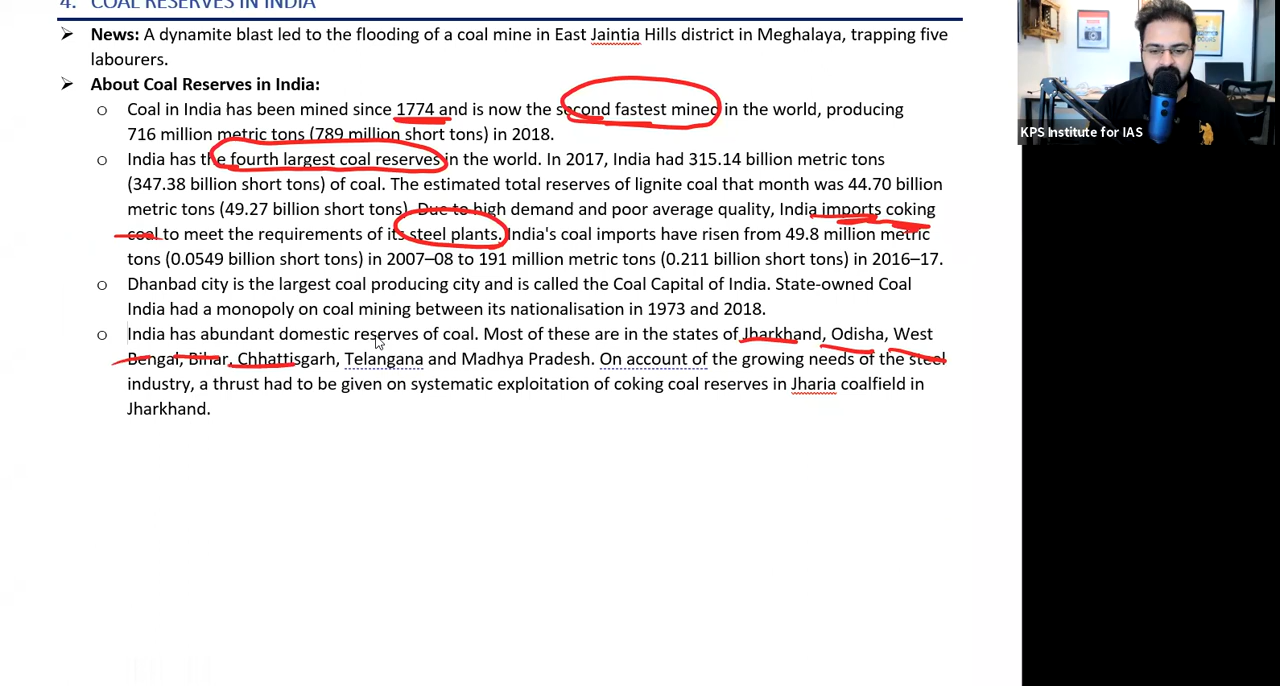 4. COAL RESERVES IN INDIA
➢ News: A dynamite blast led to the flooding of a coal mine in East Jaintia Hills district in Meghalaya, trapping five
labourers.
➢ About Coal Reserves in India:
o Coal in India has been mined since 1774 and is now the second fastest mined in the world, producing
716 million metric tons (789 million short tons) in 2018.
o India has the fourth largest coal reserves in the world. In 2017, India had 315.14 billion metric tons
(347.38 billion short tons) of coal. The estimated total reserves of lignite coal that month was 44.70 billion
metric tons (49.27 billion short tons). Due to high demand and poor average quality, India imports coking
coal to meet the requirements of its steel plants. India's coal imports have risen from 49.8 million metric
tons (0.0549 billion short tons) in 2007–08 to 191 million metric tons (0.211 billion short tons) in 2016–17.
o Dhanbad city is the largest coal producing city and is called the Coal Capital of India. State-owned Coal
India had a monopoly on coal mining between its nationalisation in 1973 and 2018.
o India has abundant domestic reserves of coal. Most of these are in the states of Jharkhand, Odisha, West
Bengal, Bihar, Chhattisgarh, Telangana and Madhya Pradesh. On account of the growing needs of the steel
industry, a thrust had to be given on systematic exploitation of coking coal reserves in Jharia coalfield in
Jharkhand.
KPS Institute for IAS